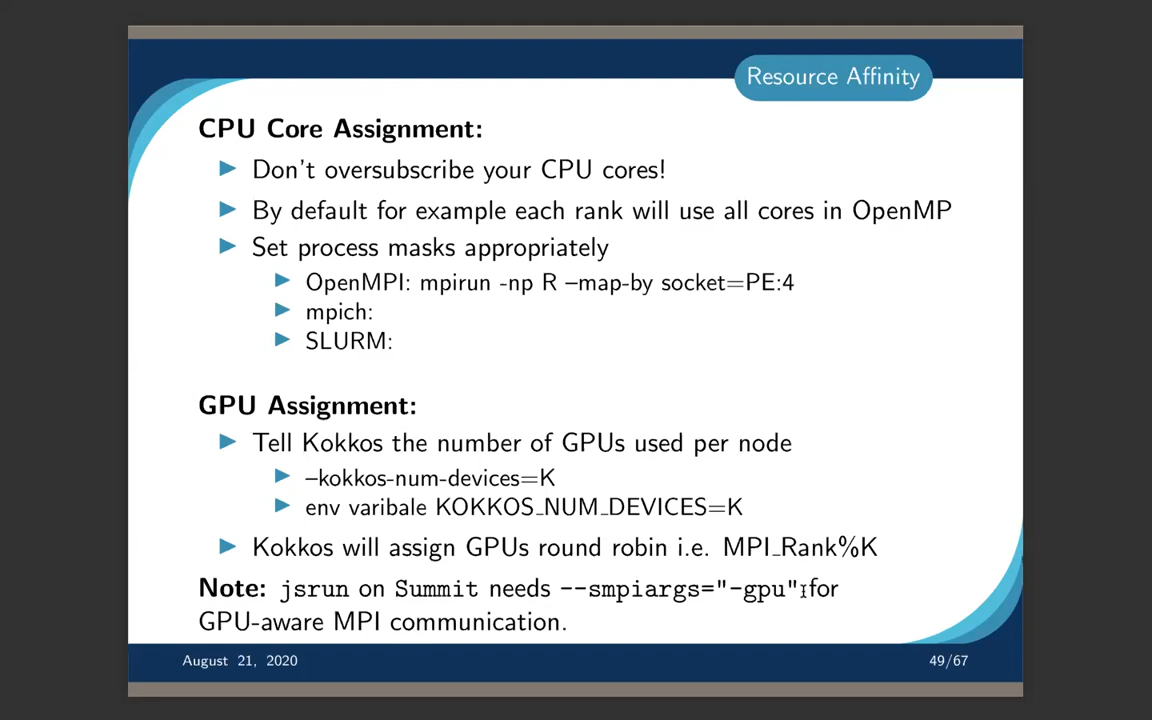 Resource Affinity
CPU Core Assignment:
Don't oversubscribe your CPU cores!
By default for example each rank will use all cores in OpenMP
Set process masks appropriately
OpenMPI: mpirun -np R –map-by socket=PE:4
mpich:
SLURM:
GPU Assignment:
Tell Kokkos the number of GPUs used per node
–kokkos-num-devices=K
env varibale KOKKOS_NUM_DEVICES=K
Kokkos will assign GPUs round robin i.e. MPI_Rank%K
Note: jsrun on Summit needs --smpiargs="-gpu" for
GPU-aware MPI communication.
August 21, 2020 49/67